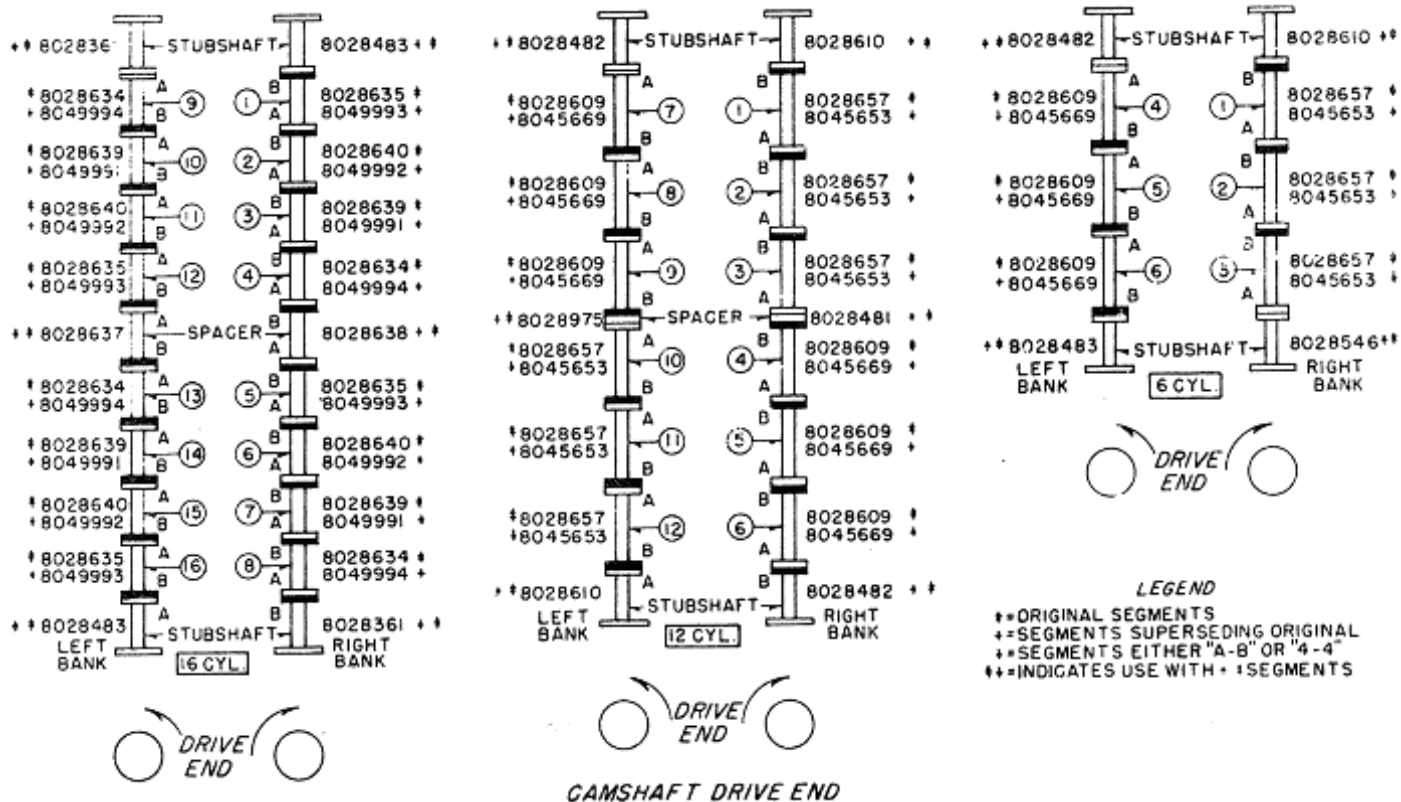 ‡‡ 802836 STUBSHAFT 8028483 ‡‡
A B
‡ 8028634 9 1 8028635 ‡
+ 8049994 B A 8049993 +
A B
‡ 8028639 10 2 8028640 ‡
+ 804999 B A 8049992 +
A B
‡ 8028640 11 3 8028639 ‡
+ 8049992 B A 8049991 +
A B
‡ 8028635 12 4 8028634 ‡
+ 8049993 B A 8049994 +
A B
‡‡ 8028637 SPACER 8028638 ‡‡
B A
A B
‡ 8028634 13 5 8028635 ‡
+ 8049994 B A 8049993 +
A B
‡ 8028639 14 6 8028640 ‡
+ 8049991 B A 8049992 +
A B
‡ 8028640 15 7 8028639 ‡
+ 8049992 B A 8049991 +
A B
‡ 8028635 16 8 8028634 ‡
+ 8049993 B A 8049994 +
A B
‡‡ 8028483 STUBSHAFT 8028361 ‡‡
LEFT BANK 16 CYL. RIGHT BANK
DRIVE
END
‡‡ 8028482 STUBSHAFT 8028610 ‡‡
A B
‡ 8028609 7 1 8028657 ‡
+ 8045669 8045653 +
B A
A B
‡ 8028609 8 2 8028657 ‡
+ 8045669 8045653 +
B A
A B
‡ 8028609 9 3 8028657 ‡
+ 8045669 8045653 +
B A
‡‡ 8028975 SPACER 8028481 ‡‡
A B
‡ 8028657 10 4 8028609 ‡
+ 8045653 8045669 +
B A
A B
‡ 8028657 11 5 8028609 ‡
+ 8045653 8045669 +
B A
A B
‡ 8028657 12 6 8028609 ‡
+ 8045653 8045669 +
B A
A B
‡‡ 8028610 STUBSHAFT 8028482 ‡‡
LEFT BANK 12 CYL. RIGHT BANK
DRIVE
END
CAMSHAFT DRIVE END
‡‡ 8028482 STUBSHAFT 8028610 ‡‡
A B
‡ 8028609 4 1 8028657 ‡
+ 8045669 8045653 +
B A
A B
‡ 8028609 5 2 8028657 ‡
+ 8045669 8045653
B A
A B
‡ 8028609 6 3 8028657 ‡
+ 8045669 8045653 +
B A
‡‡ 8028483 STUBSHAFT 8028546 ‡‡
LEFT BANK 6 CYL. RIGHT BANK
DRIVE
END
LEGEND
‡=ORIGINAL SEGMENTS
+=SEGMENTS SUPERSEDING ORIGINAL
+=SEGMENTS EITHER "A-B" OR "4-4"
‡‡=INDICATES USE WITH + ‡ SEGMENTS